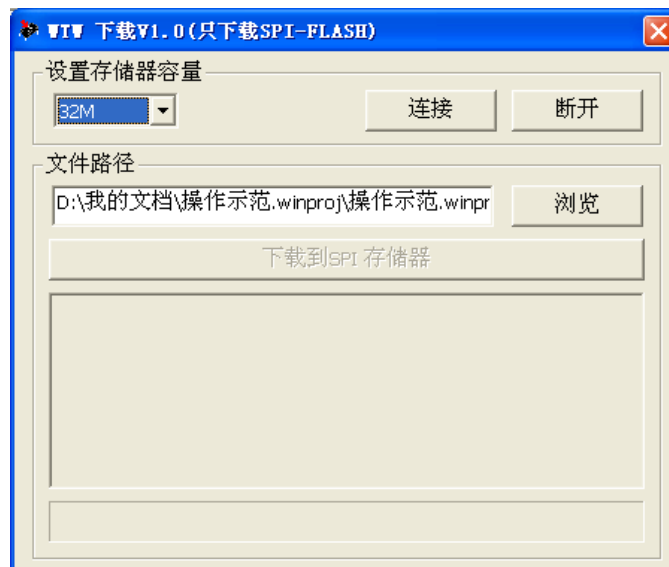 WTW 下载V1.0(只下载SPI-FLASH)
设置存储器容量
32M 连接 断开
文件路径
D:\我的文档\操作示范.winproj\操作示范.winpr 浏览
下载到SPI 存储器